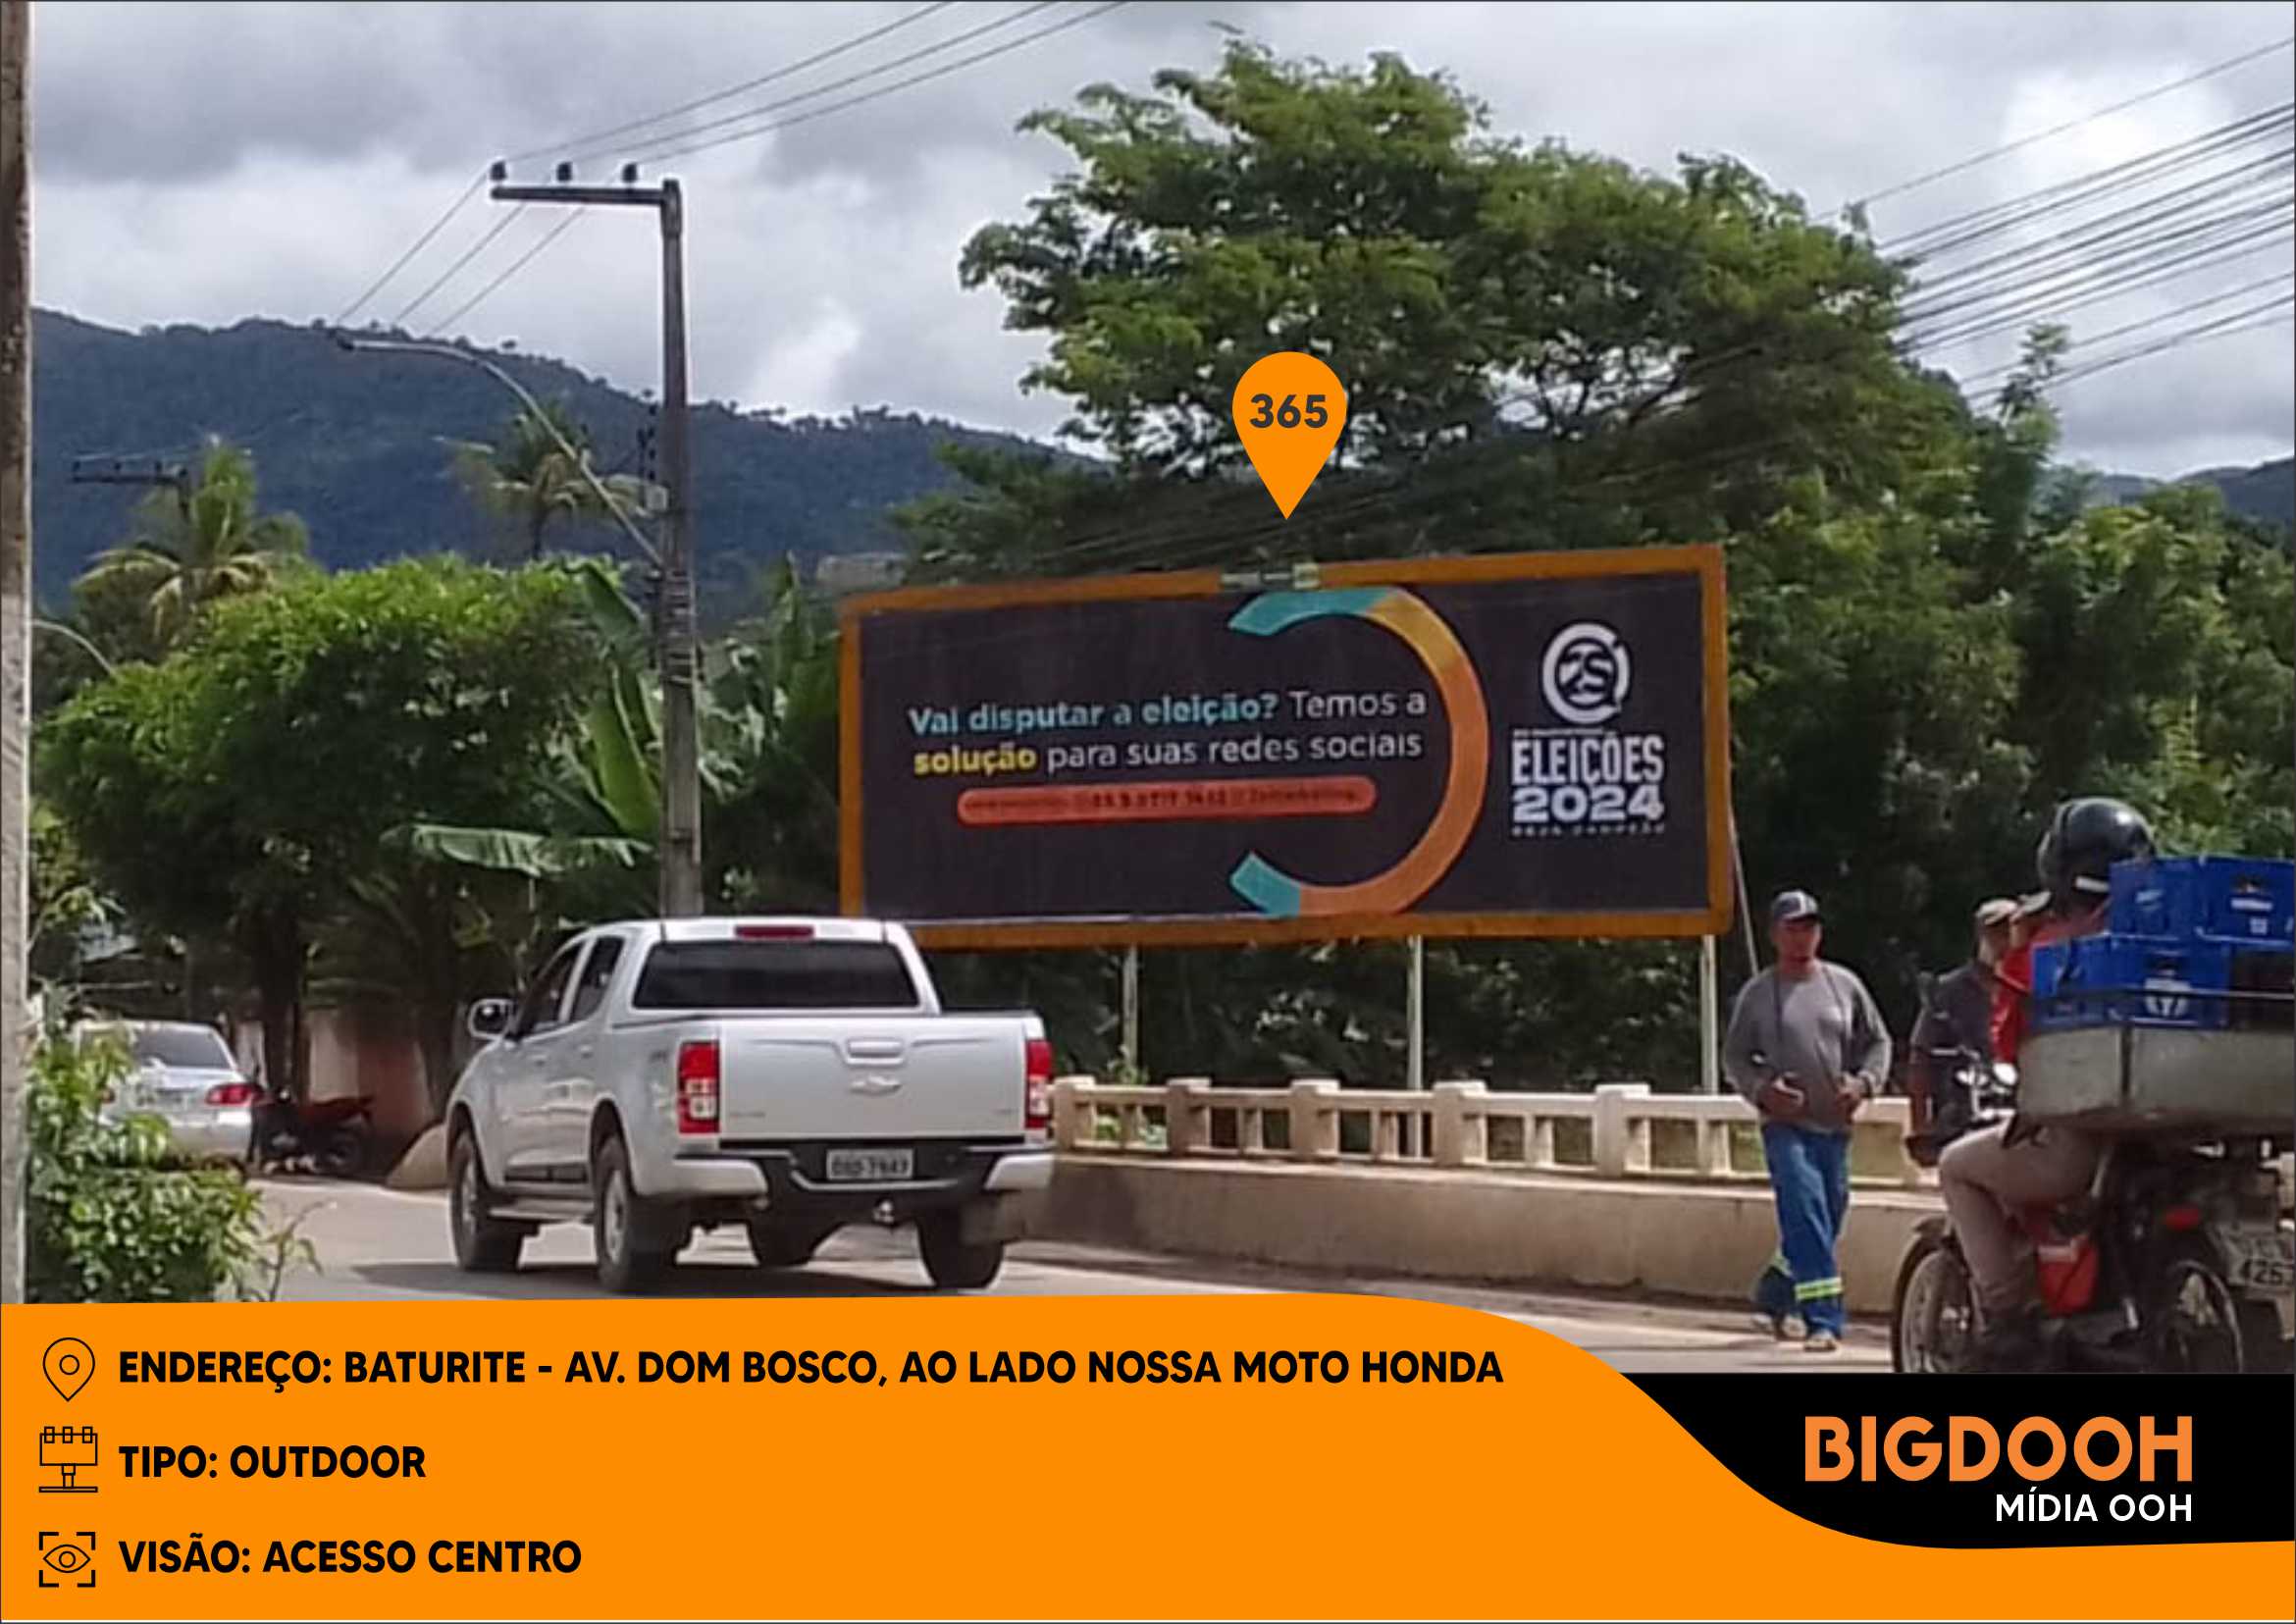 365
Vai disputar a eleição? Temos a
solução para suas redes sociais
ELEIÇÕES
2024
ENDEREÇO: BATURITE - AV. DOM BOSCO, AO LADO NOSSA MOTO HONDA
TIPO: OUTDOOR
VISÃO: ACESSO CENTRO
BIGDOOH
MÍDIA OOH